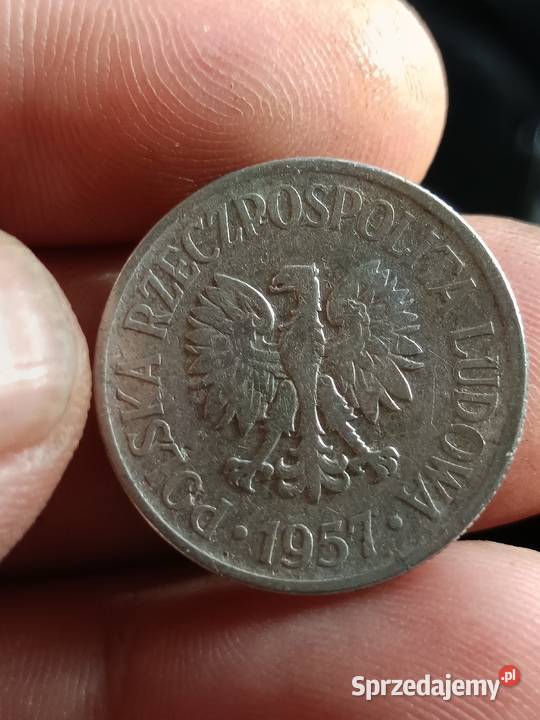 POLSKA RZECZPOSPOLITA LUDOWA
· 1957 ·
Sprzedajemy.pl